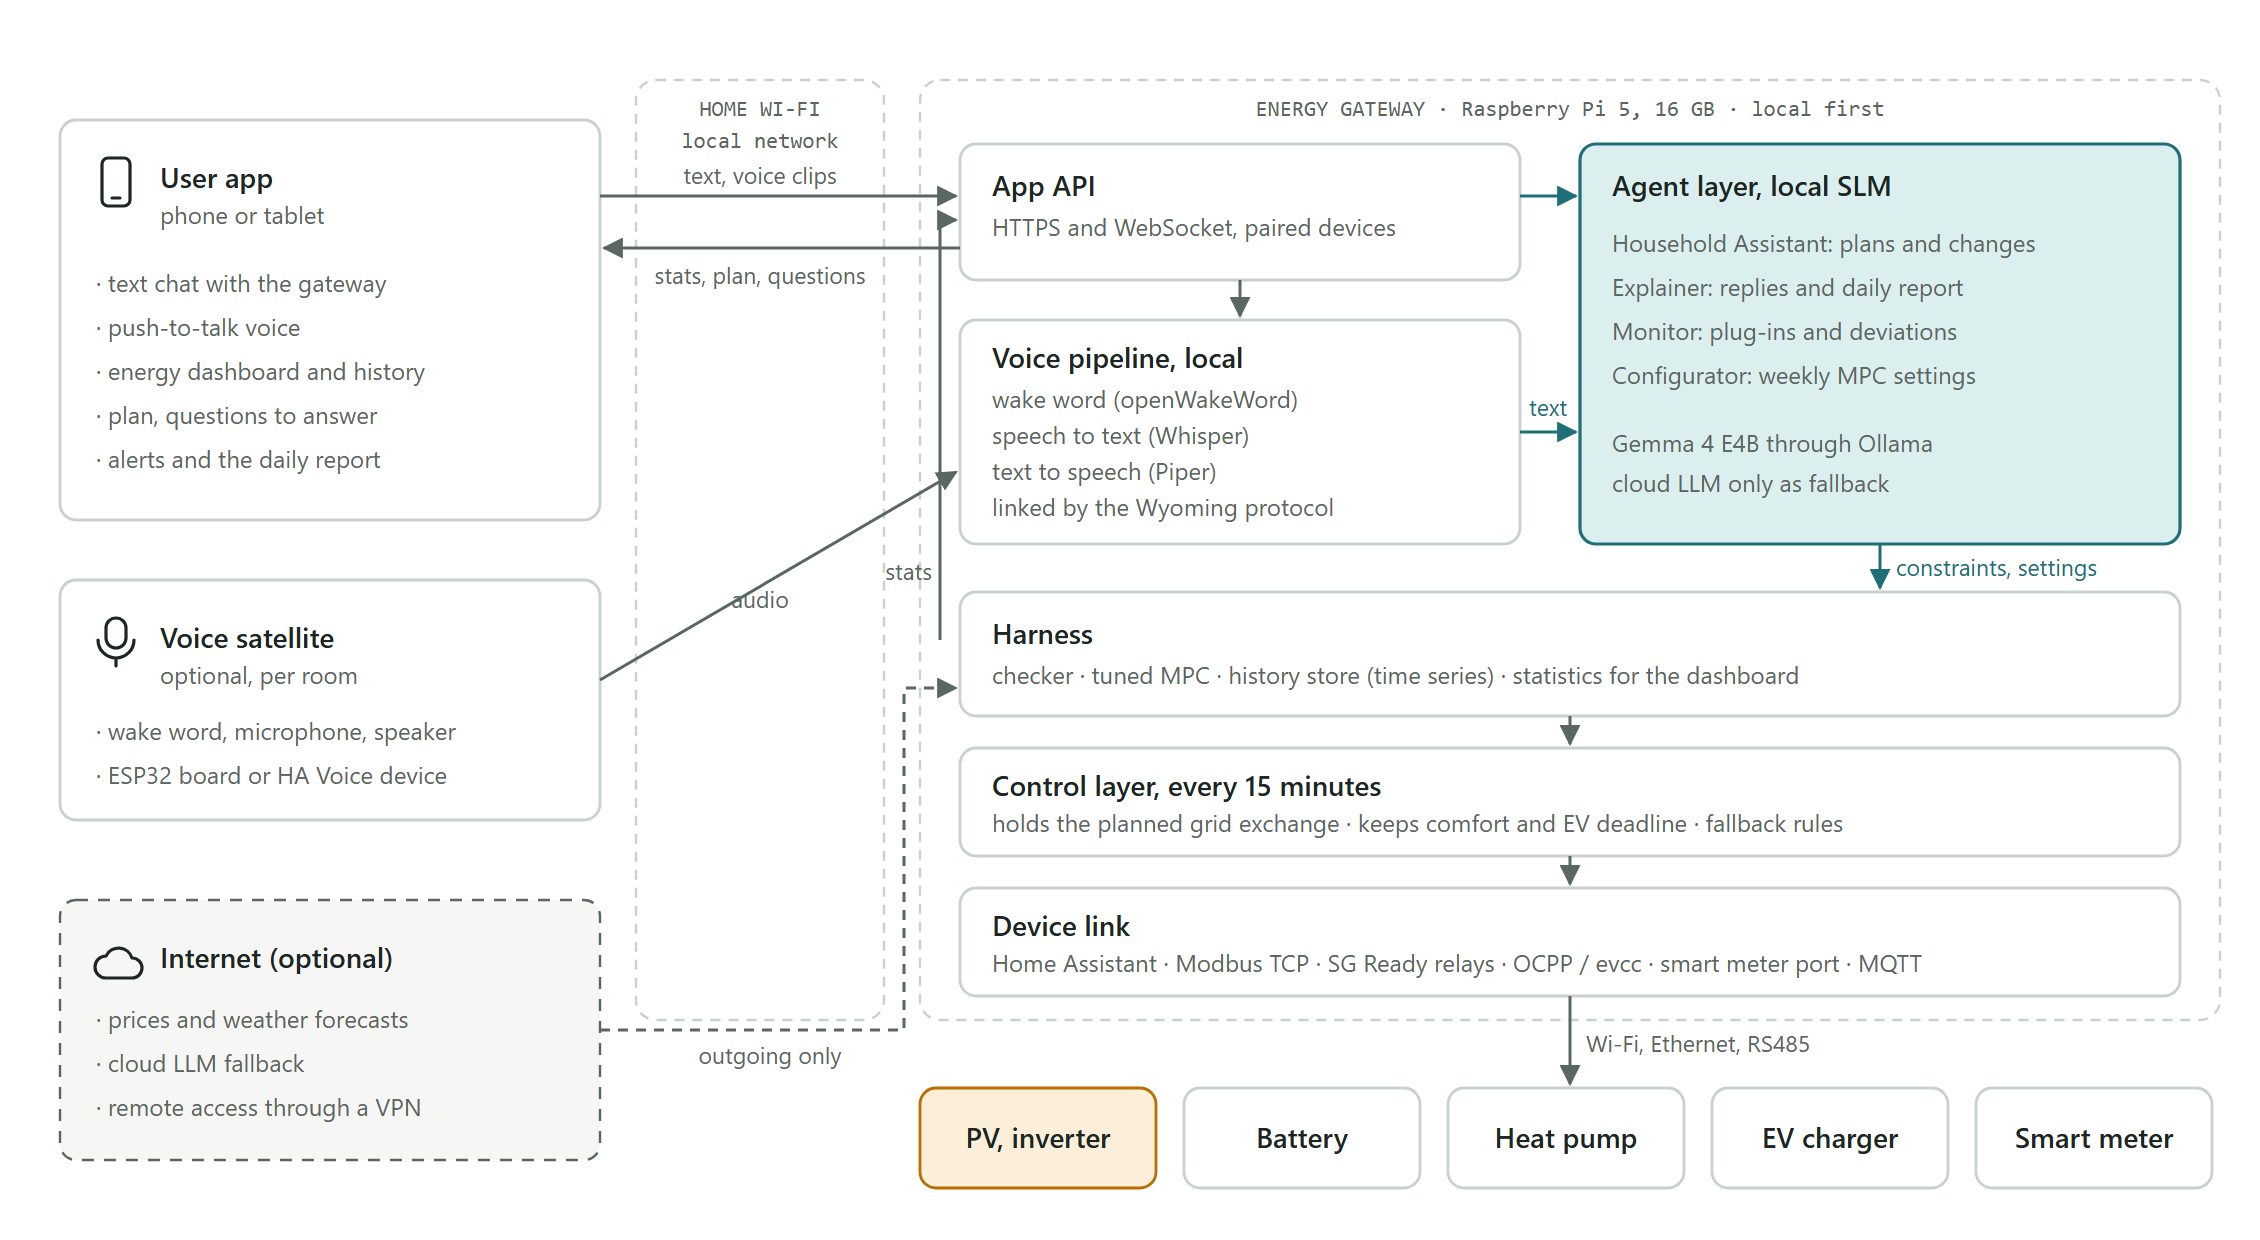 HOME WI-FI
local network
text, voice clips
stats, plan, questions
ENERGY GATEWAY · Raspberry Pi 5, 16 GB · local first
User app
phone or tablet
· text chat with the gateway
· push-to-talk voice
· energy dashboard and history
· plan, questions to answer
· alerts and the daily report
App API
HTTPS and WebSocket, paired devices
Voice pipeline, local
wake word (openWakeWord)
speech to text (Whisper)
text to speech (Piper)
linked by the Wyoming protocol
text
Agent layer, local SLM
Household Assistant: plans and changes
Explainer: replies and daily report
Monitor: plug-ins and deviations
Configurator: weekly MPC settings
Gemma 4 E4B through Ollama
cloud LLM only as fallback
constraints, settings
stats
audio
Voice satellite
optional, per room
· wake word, microphone, speaker
· ESP32 board or HA Voice device
Harness
checker · tuned MPC · history store (time series) · statistics for the dashboard
Control layer, every 15 minutes
holds the planned grid exchange · keeps comfort and EV deadline · fallback rules
Device link
Home Assistant · Modbus TCP · SG Ready relays · OCPP / evcc · smart meter port · MQTT
Internet (optional)
· prices and weather forecasts
· cloud LLM fallback
· remote access through a VPN
outgoing only
Wi-Fi, Ethernet, RS485
PV, inverter
Battery
Heat pump
EV charger
Smart meter